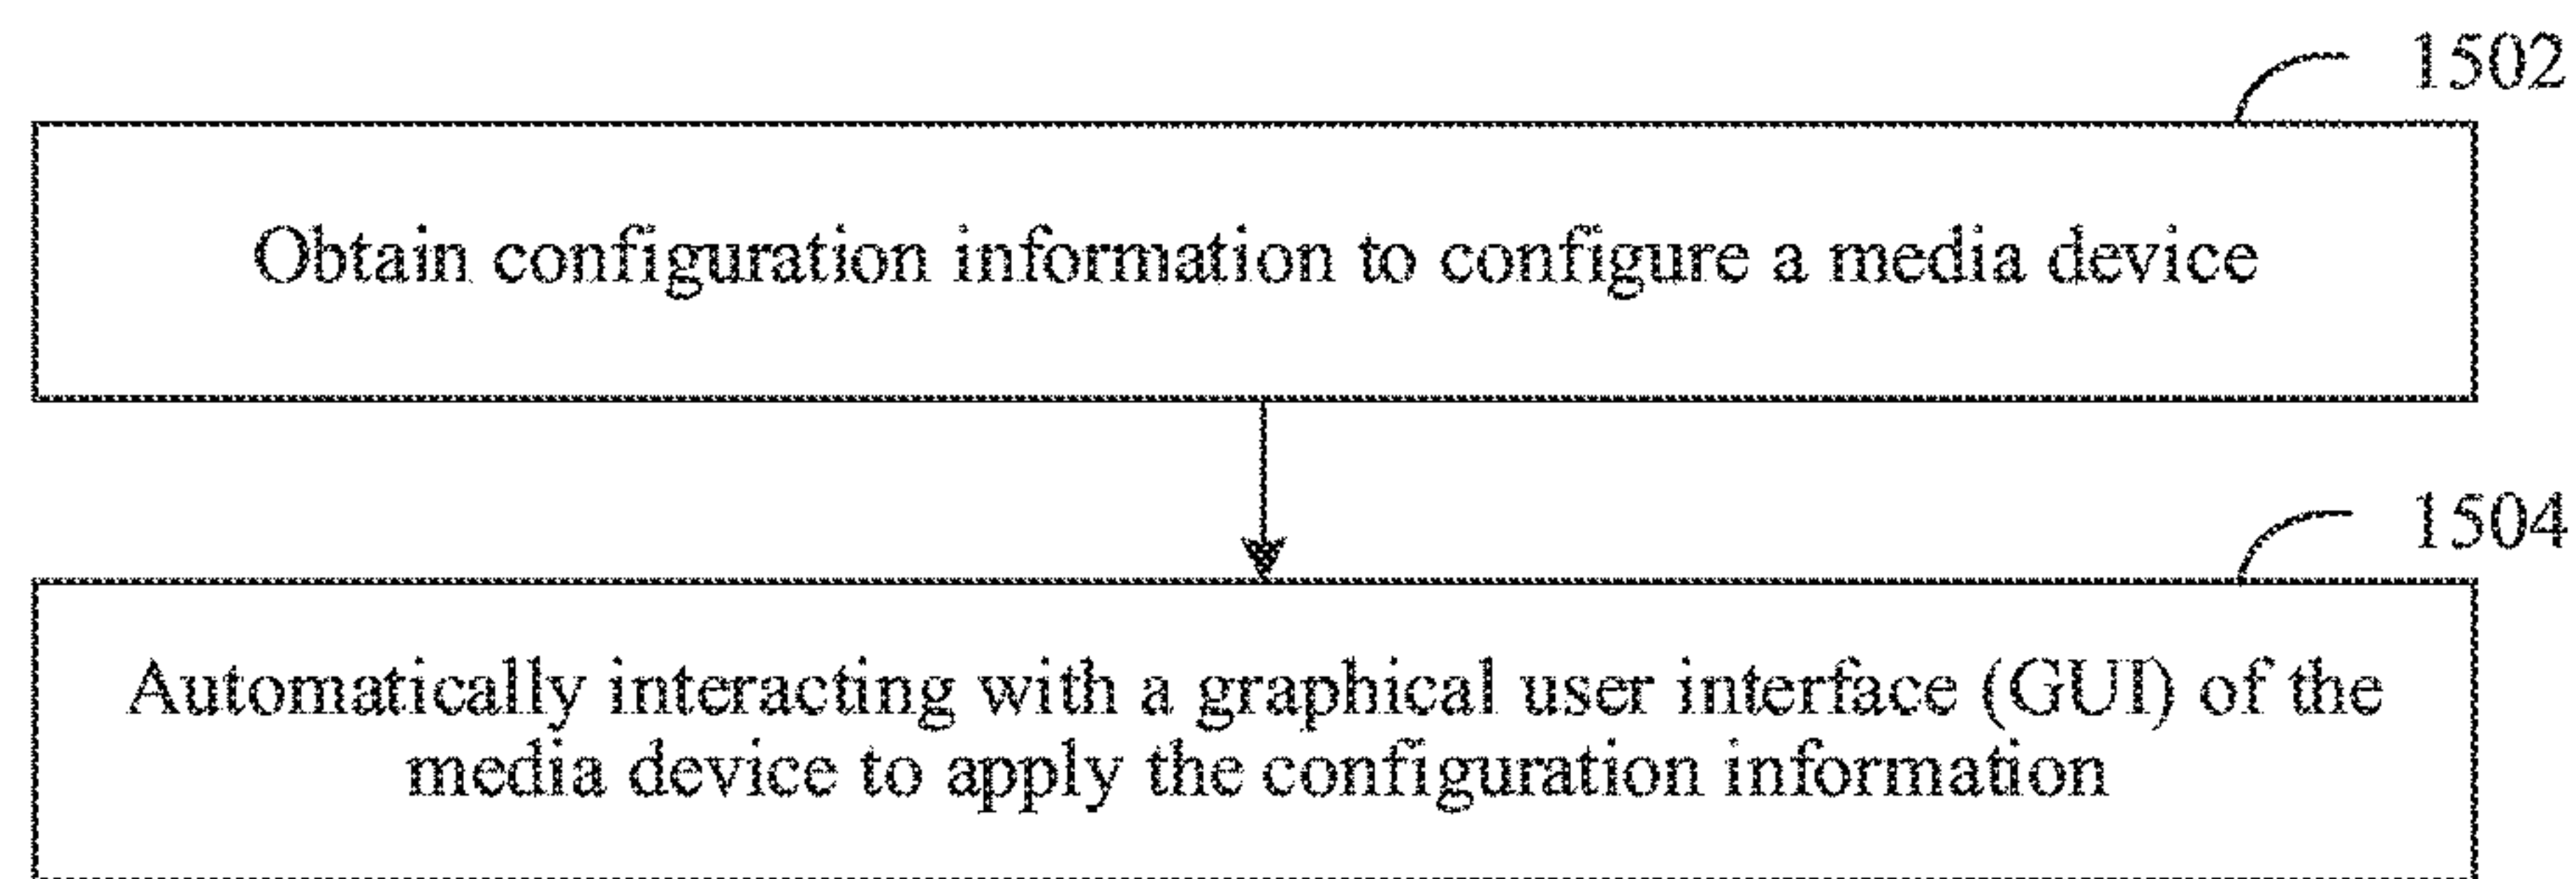 1502
Obtain configuration information to configure a media device
1504
Automatically interacting with a graphical user interface (GUI) of the
media device to apply the configuration information